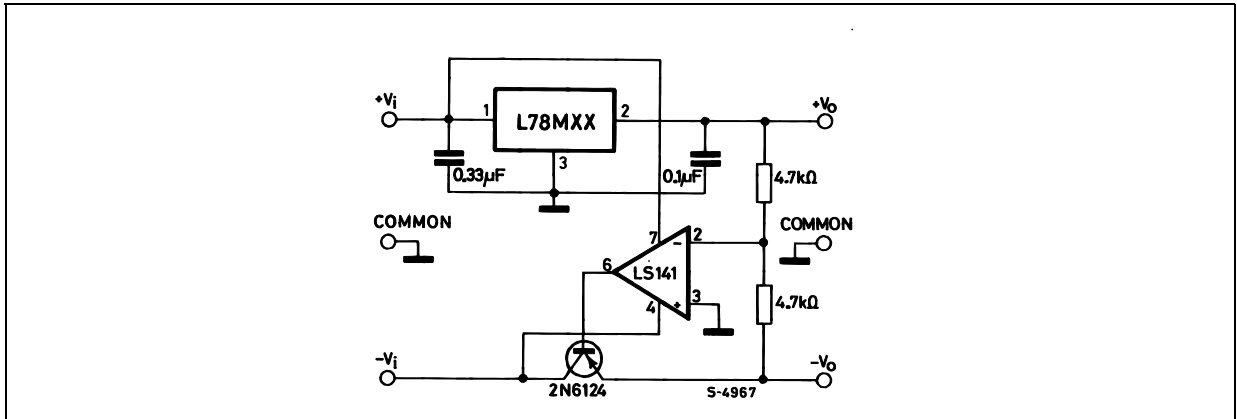 +Vi
1
L78MXX
2
+Vo
3
0.33µF
0.1µF
4.7kΩ
COMMON
COMMON
7
2
-
6
LS141
4
+
3
4.7kΩ
-Vi
2N6124
S-4967
-Vo